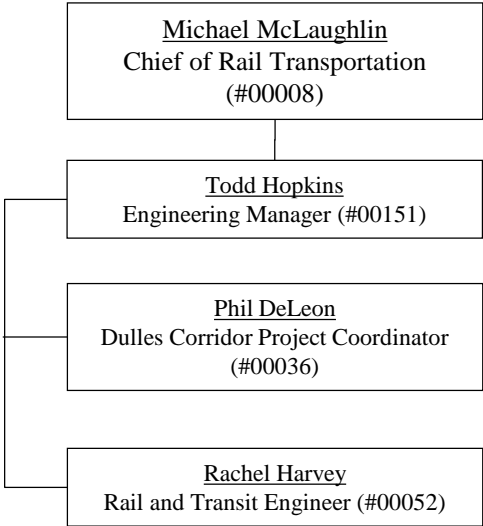 Michael McLaughlin
Chief of Rail Transportation
(#00008)
Todd Hopkins
Engineering Manager (#00151)
Phil DeLeon
Dulles Corridor Project Coordinator
(#00036)
Rachel Harvey
Rail and Transit Engineer (#00052)